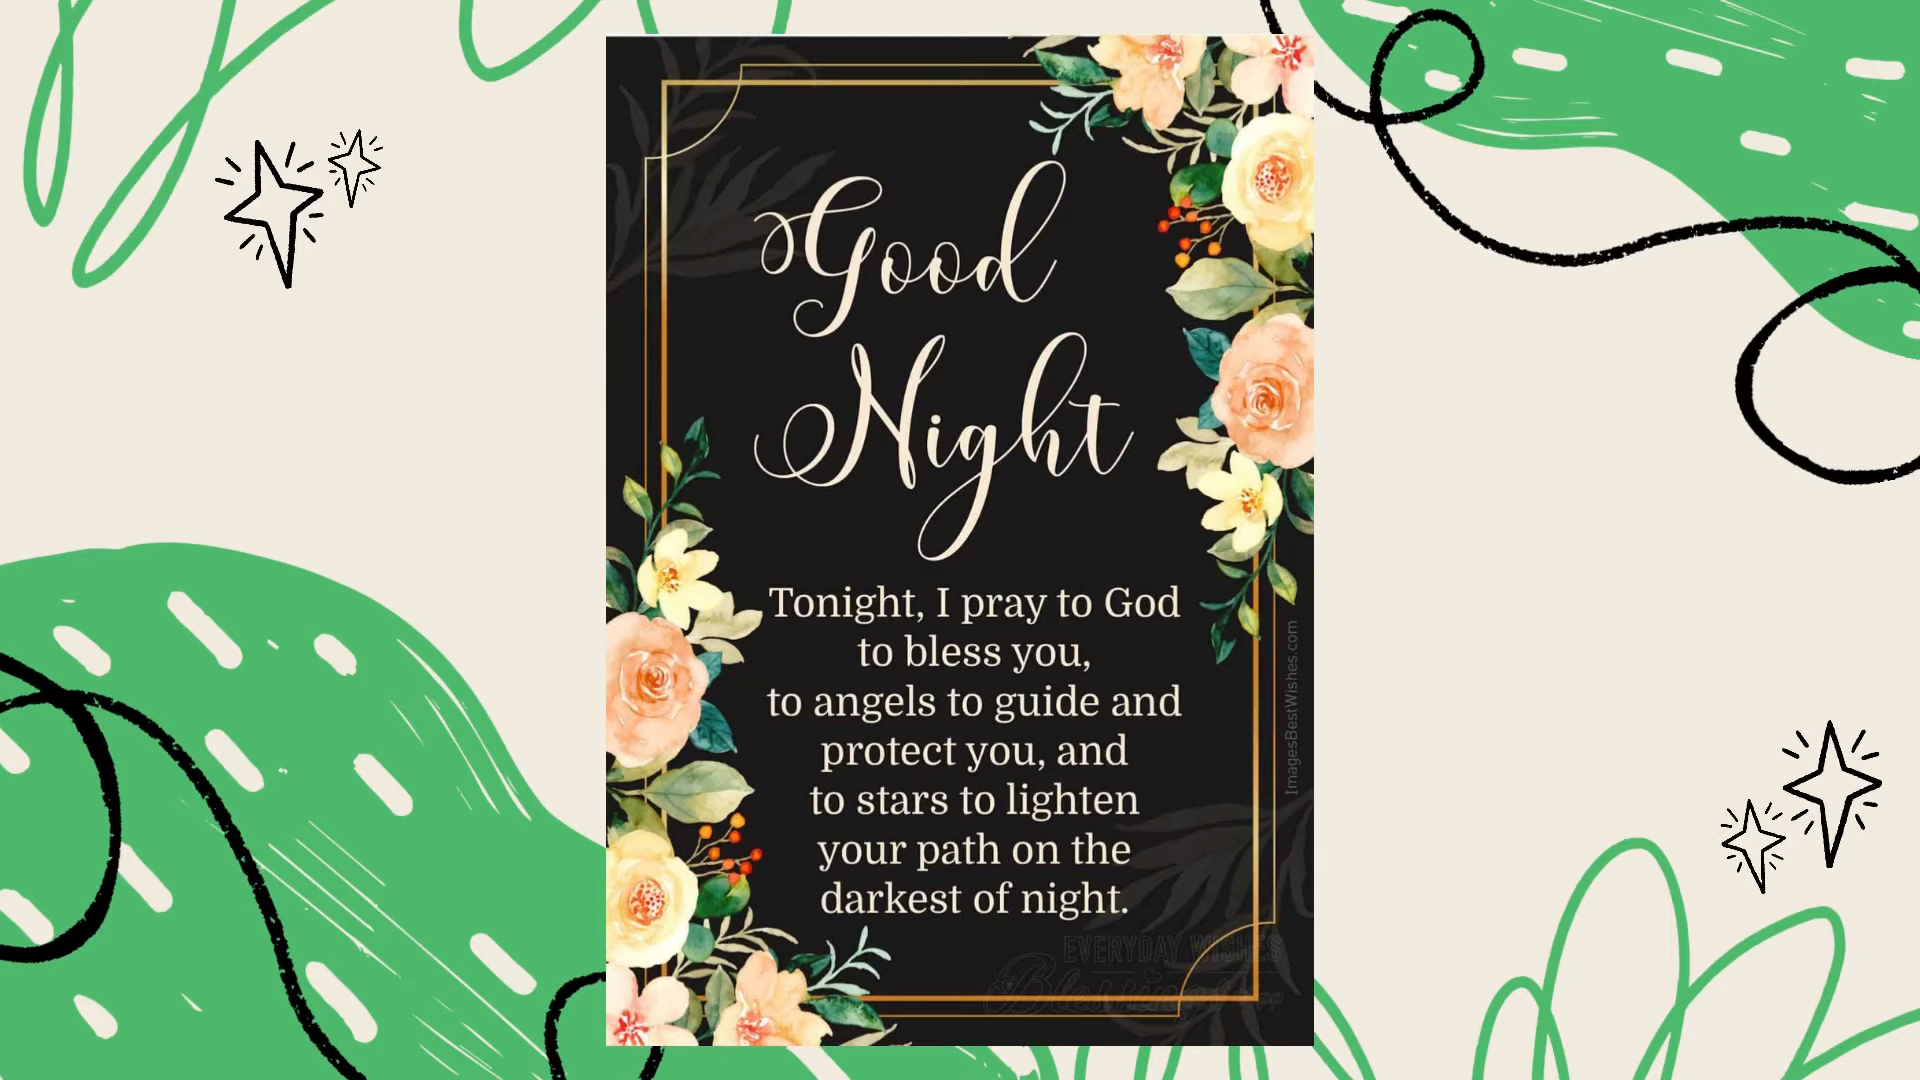 Good
Night
Tonight, I pray to God
to bless you,
to angels to guide and
protect you, and
to stars to lighten
your path on the
darkest of night.
ImagesBestWishes.com
EVERYDAY WISHES
Blessings